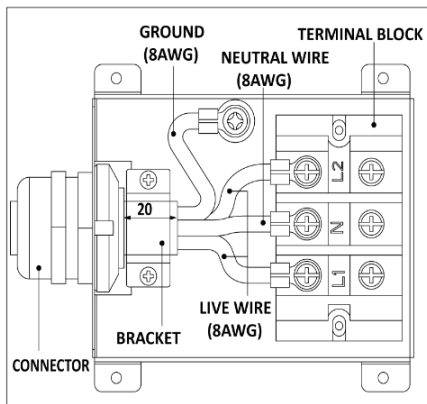 GROUND
(8AWG)
NEUTRAL WIRE
(8AWG)
TERMINAL BLOCK
L2
20
N
L1
LIVE WIRE
(8AWG)
BRACKET
CONNECTOR